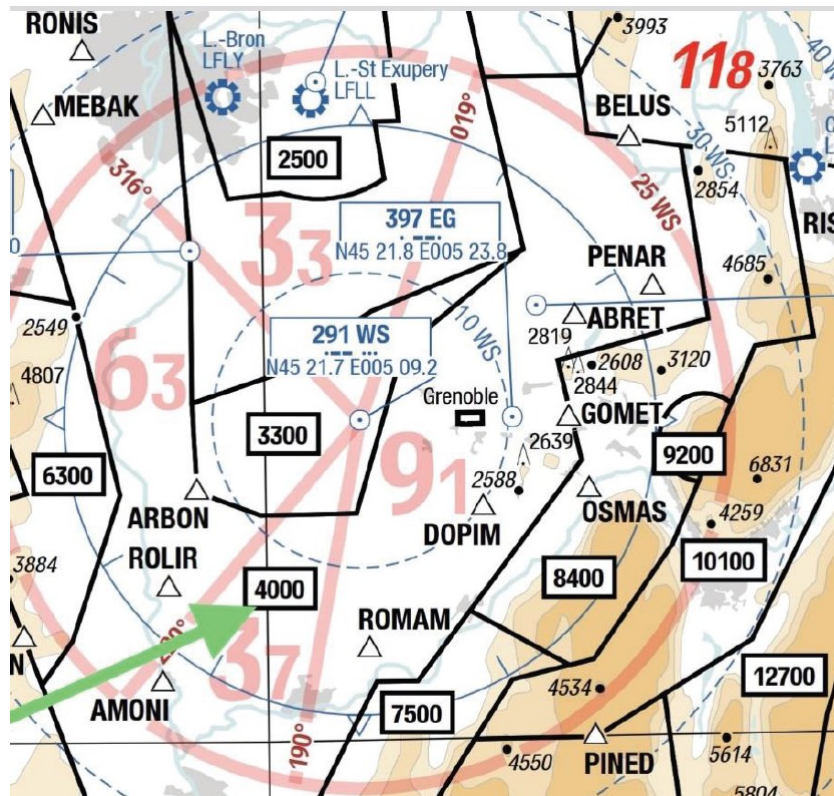 RONIS
L.-Bron
LFLY
L.-St Exupery
LFLL
3993
118
3763
MEBAK
BELUS
5112
019°
30 WS
316°
2500
2854
25 WS
RIS
33
397 EG
N45 21.8 E005 23.8
PENAR
4685
ABRET
2549
4807
63
291 WS
N45 21.7 E005 09.2
10 WS
2819
2608
3120
2844
Grenoble
GOMET
3300
91
2639
9200
6300
2588
6831
ARBON
DOPIM
OSMAS
4259
ROLIR
3884
4000
8400
10100
ROMAM
N
37
AMONI
4534
12700
7500
190°
4550
PINED
5614
5804